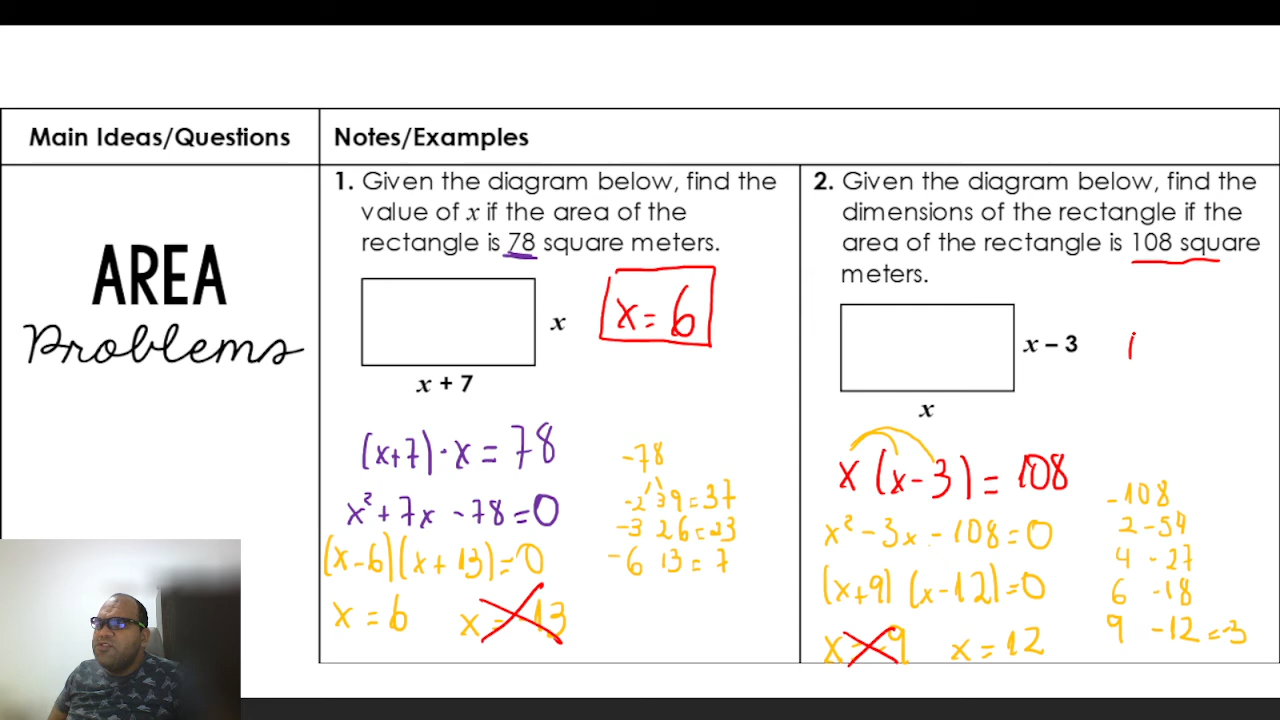 Main Ideas/Questions
Notes/Examples
AREA
Problems
1. Given the diagram below, find the
value of x if the area of the
rectangle is 78 square meters.
x
x + 7
x = 6
(x+7) · x = 78
x² + 7x - 78 = 0
(x-6)(x+13) = 0
x = 6 x = -13
-78
-2 39 = 37
-3 26 = 23
-6 13 = 7
2. Given the diagram below, find the
dimensions of the rectangle if the
area of the rectangle is 108 square
meters.
x – 3
x
x(x-3) = 108
x² - 3x - 108 = 0
(x+9)(x-12) = 0
x = -9 x = 12
-108
2 -54
4 -27
6 -18
9 -12 = -3